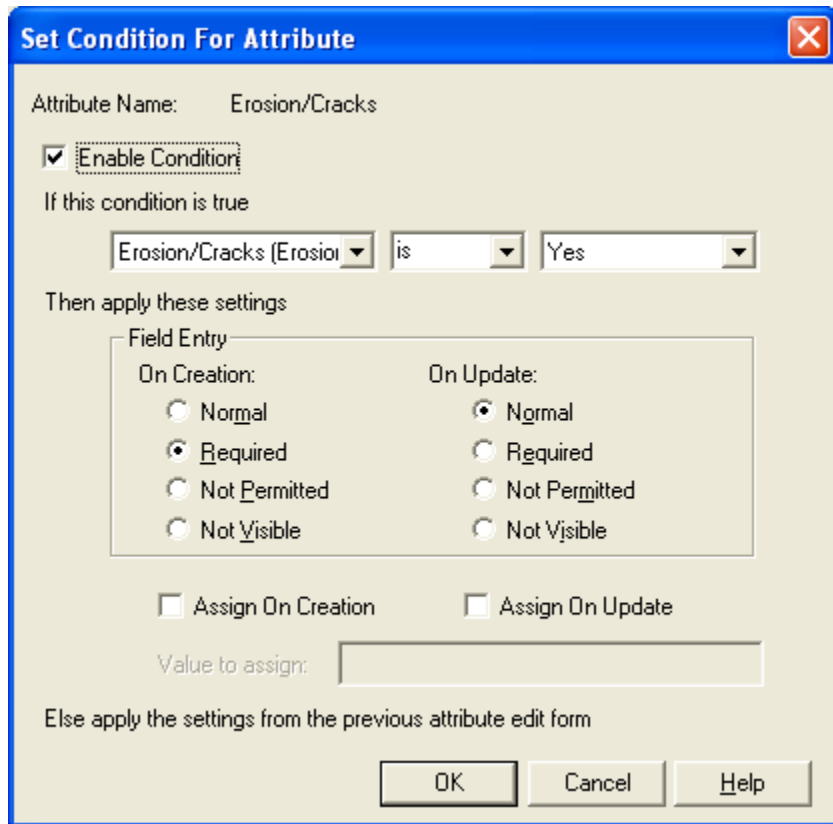 Set Condition For Attribute
Attribute Name: Erosion/Cracks
Enable Condition
If this condition is true
Erosion/Cracks (Erosion is Yes
Then apply these settings
Field Entry
On Creation: On Update:
Normal Normal
Required Required
Not Permitted Not Permitted
Not Visible Not Visible
Assign On Creation Assign On Update
Value to assign:
Else apply the settings from the previous attribute edit form
OK Cancel Help